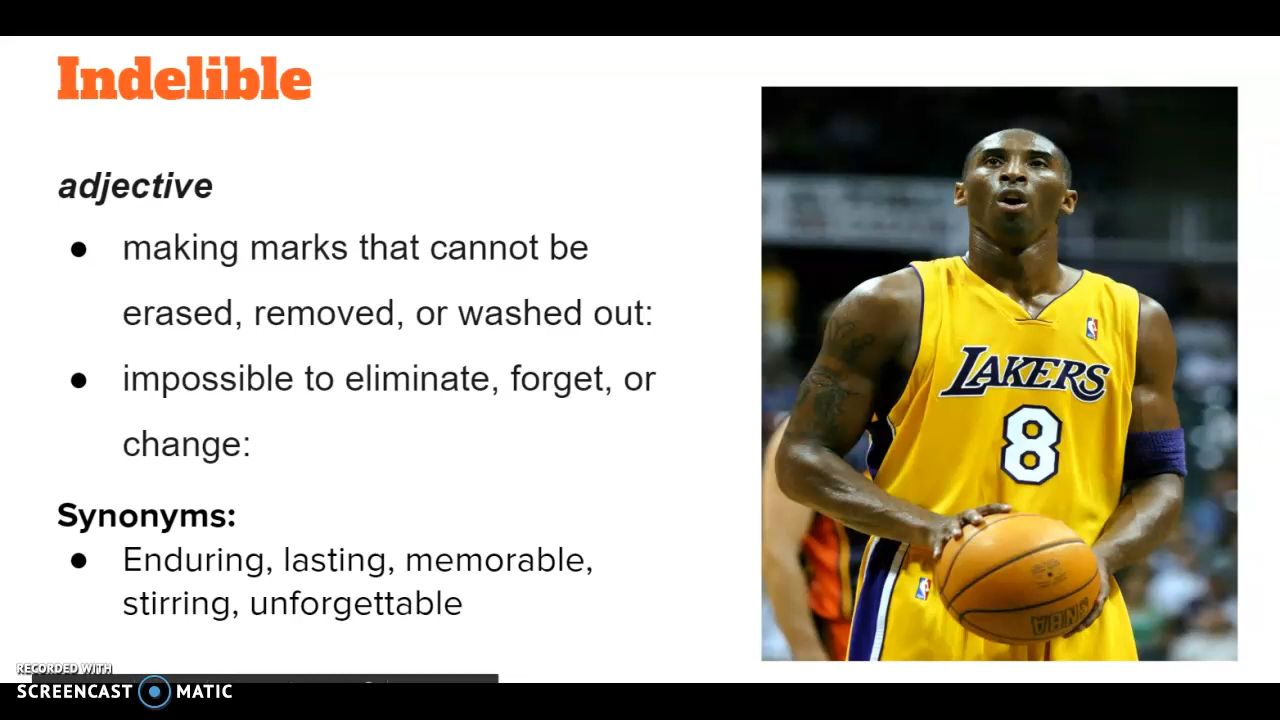 Indelible
adjective
● making marks that cannot be
erased, removed, or washed out:
● impossible to eliminate, forget, or
change:
Synonyms:
● Enduring, lasting, memorable,
stirring, unforgettable
LAKERS
8
NBA
RECORDED WITH
SCREENCAST MATIC